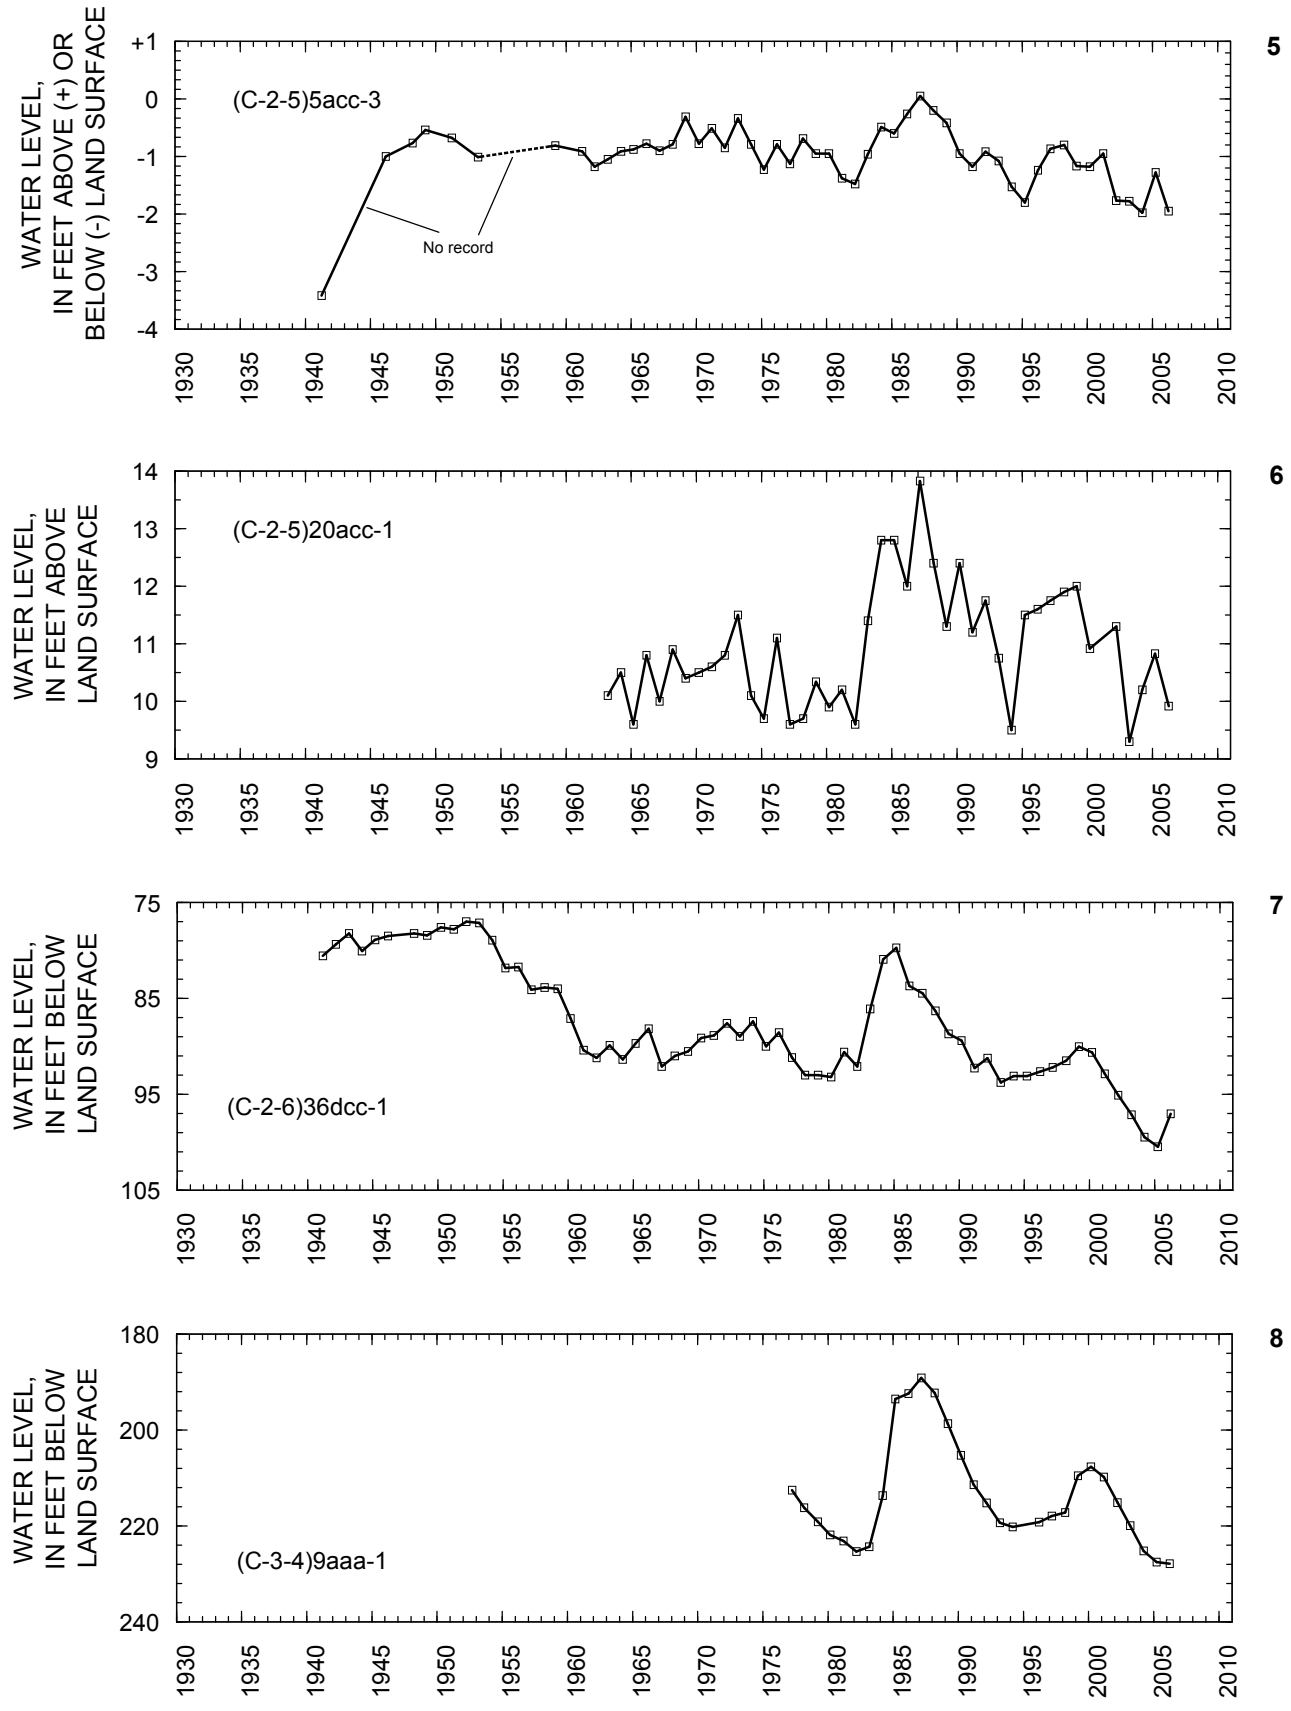 5
WATER LEVEL,
IN FEET ABOVE (+) OR
BELOW (-) LAND SURFACE
+1
0
-1
-2
-3
-4
(C-2-5)5acc-3
No record
1930 1935 1940 1945 1950 1955 1960 1965 1970 1975 1980 1985 1990 1995 2000 2005 2010
6
WATER LEVEL,
IN FEET ABOVE
LAND SURFACE
14
13
12
11
10
9
(C-2-5)20acc-1
1930 1935 1940 1945 1950 1955 1960 1965 1970 1975 1980 1985 1990 1995 2000 2005 2010
7
WATER LEVEL,
IN FEET BELOW
LAND SURFACE
75
85
95
105
(C-2-6)36dcc-1
1930 1935 1940 1945 1950 1955 1960 1965 1970 1975 1980 1985 1990 1995 2000 2005 2010
8
WATER LEVEL,
IN FEET BELOW
LAND SURFACE
180
200
220
240
(C-3-4)9aaa-1
1930 1935 1940 1945 1950 1955 1960 1965 1970 1975 1980 1985 1990 1995 2000 2005 2010